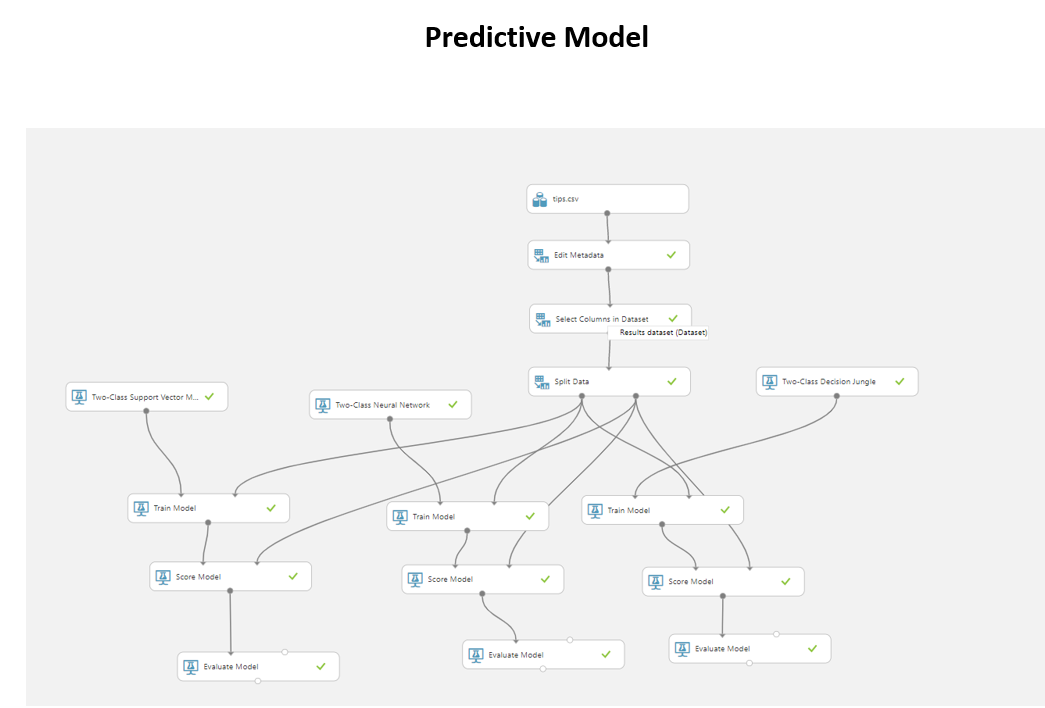 Predictive Model
tips.csv
Edit Metadata
Select Columns in Dataset
Results dataset (Dataset)
Split Data
Two-Class Decision Jungle
Two-Class Support Vector M...
Two-Class Neural Network
Train Model
Train Model
Train Model
Score Model
Score Model
Score Model
Evaluate Model
Evaluate Model
Evaluate Model